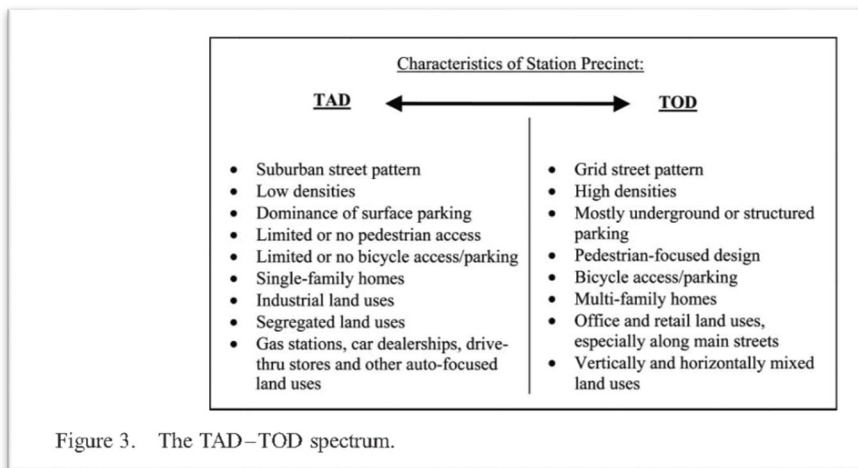 Characteristics of Station Precinct:
TAD
TOD
• Suburban street pattern
• Low densities
• Dominance of surface parking
• Limited or no pedestrian access
• Limited or no bicycle access/parking
• Single-family homes
• Industrial land uses
• Segregated land uses
• Gas stations, car dealerships, drive-
thru stores and other auto-focused
land uses
• Grid street pattern
• High densities
• Mostly underground or structured
parking
• Pedestrian-focused design
• Bicycle access/parking
• Multi-family homes
• Office and retail land uses,
especially along main streets
• Vertically and horizontally mixed
land uses
Figure 3. The TAD–TOD spectrum.